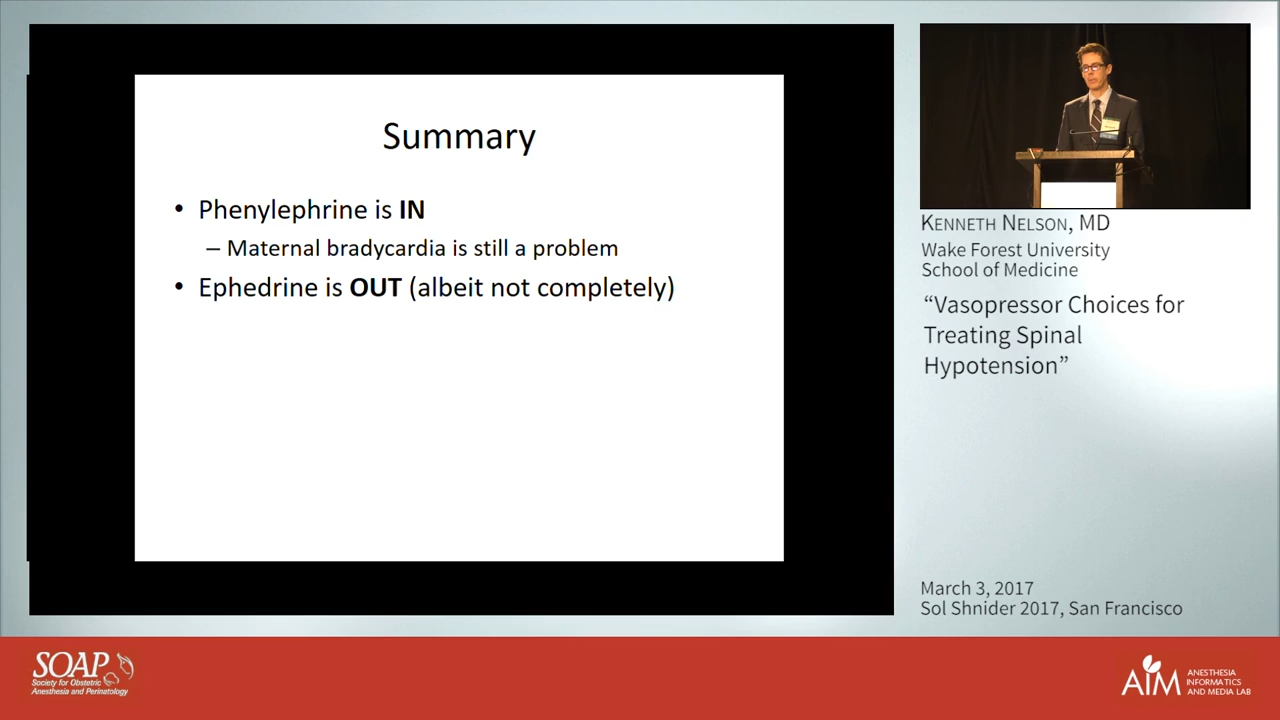 Summary
• Phenylephrine is IN
– Maternal bradycardia is still a problem
• Ephedrine is OUT (albeit not completely)
KENNETH NELSON, MD
Wake Forest University
School of Medicine
“Vasopressor Choices for
Treating Spinal
Hypotension”
March 3, 2017
Sol Shnider 2017, San Francisco
SOAP
Society for Obstetric
Anesthesia and Perinatology
AIM
ANESTHESIA
INFORMATICS
AND MEDIA LAB